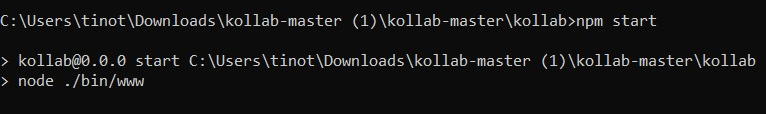 C:\Users\tinot\Downloads\kollab-master (1)\kollab-master\kollab>npm start
> kollab@0.0.0 start C:\Users\tinot\Downloads\kollab-master (1)\kollab-master\kollab
> node ./bin/www